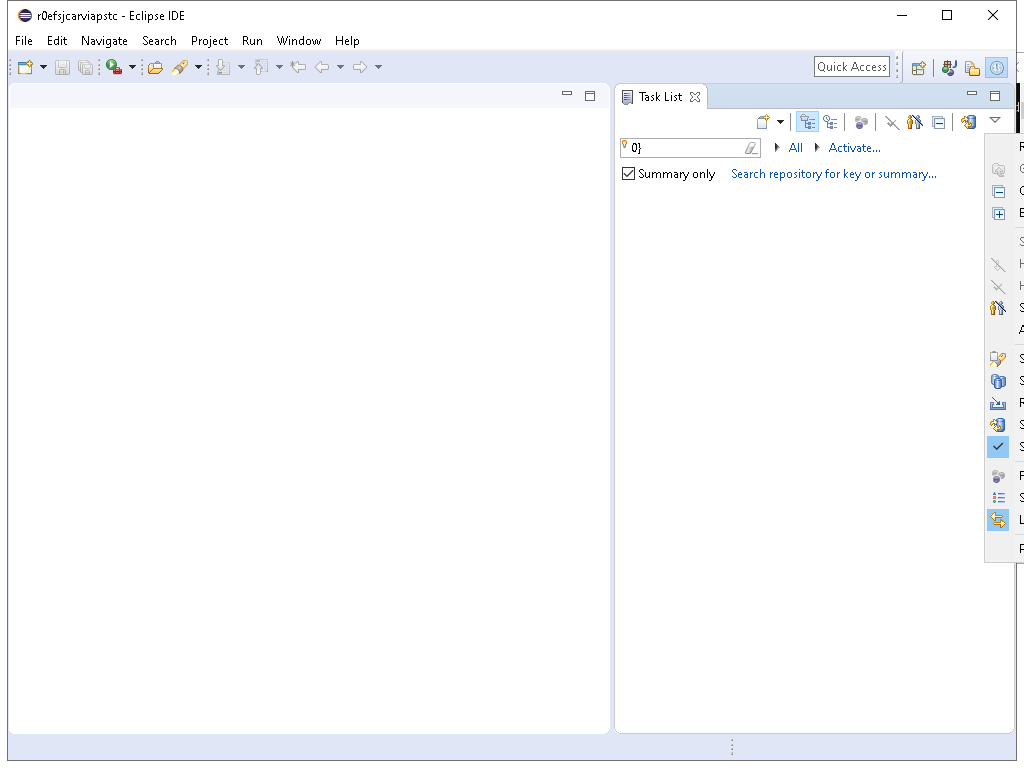 r0efsjcarviapstc - Eclipse IDE
File Edit Navigate Search Project Run Window Help
Quick Access
Task List
0} All Activate...
Summary only Search repository for key or summary...